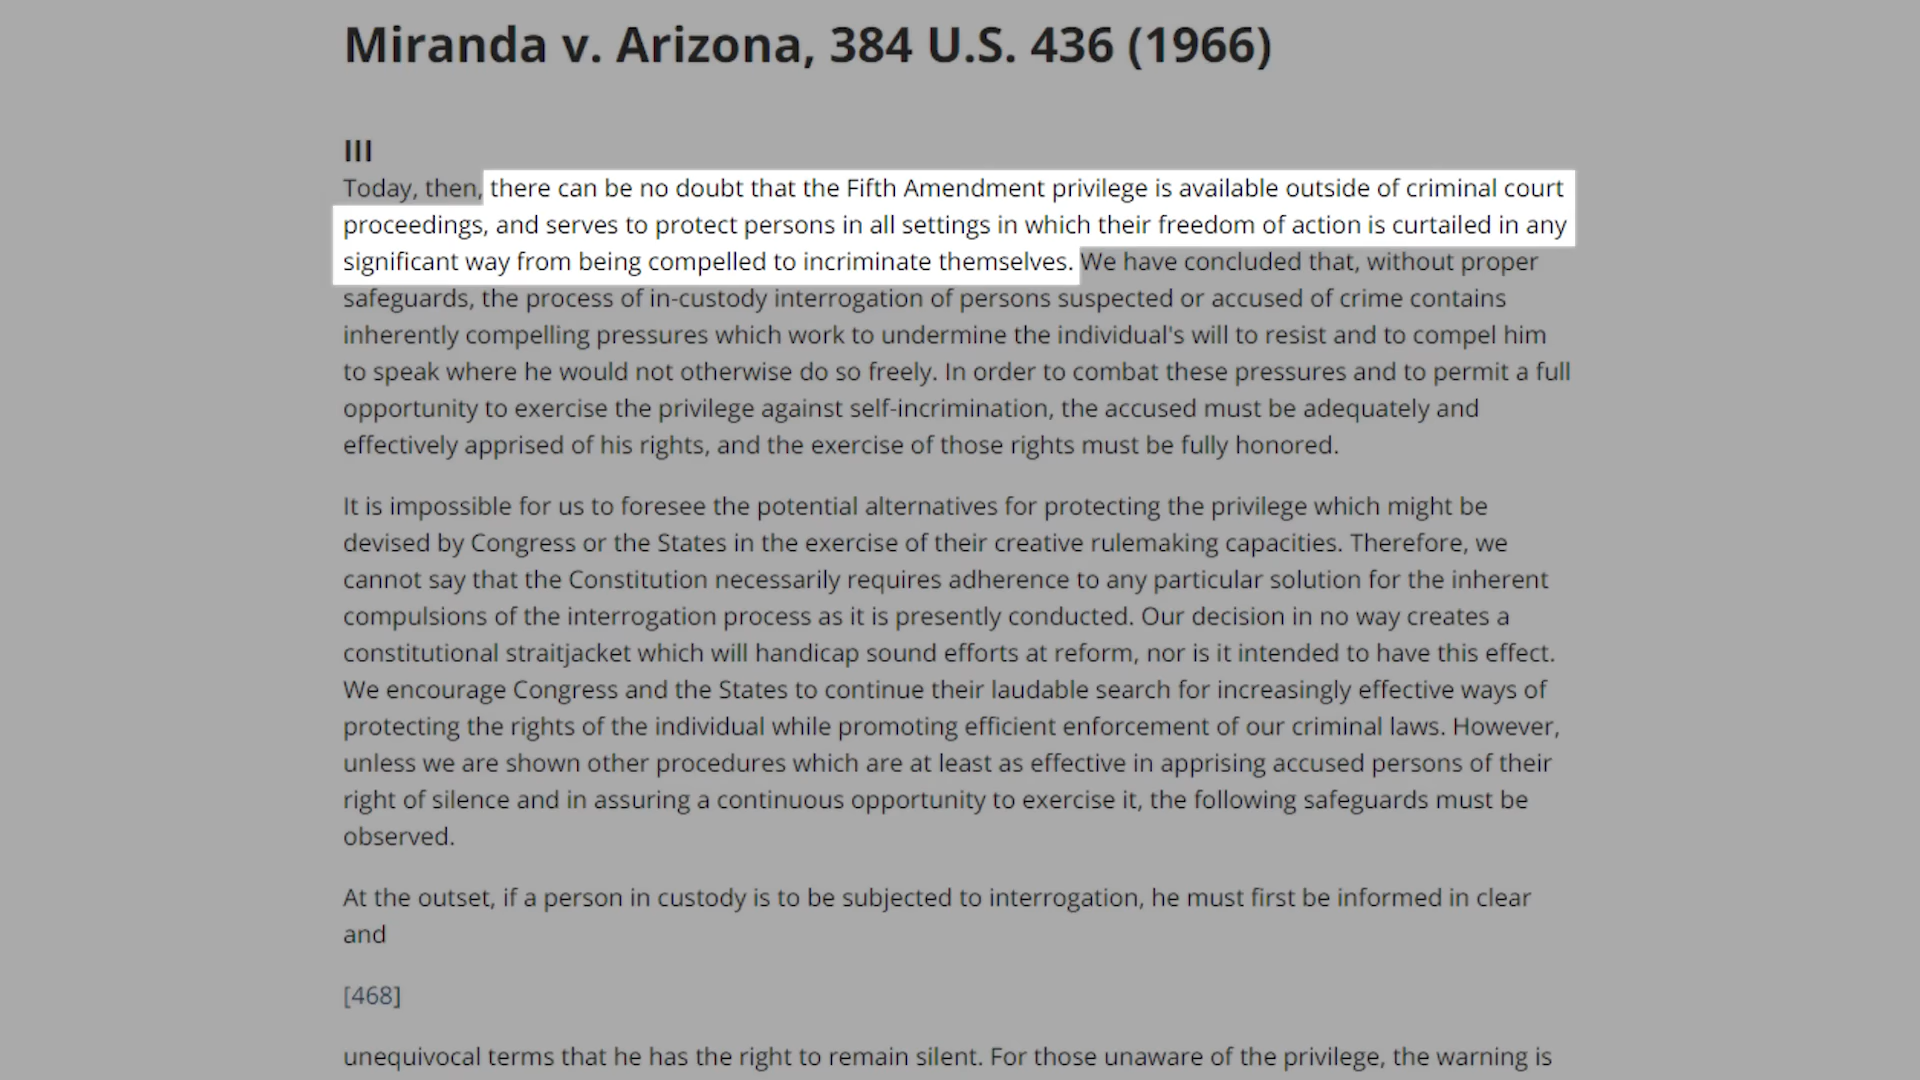 Miranda v. Arizona, 384 U.S. 436 (1966)
III
Today, then, there can be no doubt that the Fifth Amendment privilege is available outside of criminal court
proceedings, and serves to protect persons in all settings in which their freedom of action is curtailed in any
significant way from being compelled to incriminate themselves. We have concluded that, without proper
safeguards, the process of in-custody interrogation of persons suspected or accused of crime contains
inherently compelling pressures which work to undermine the individual's will to resist and to compel him
to speak where he would not otherwise do so freely. In order to combat these pressures and to permit a full
opportunity to exercise the privilege against self-incrimination, the accused must be adequately and
effectively apprised of his rights, and the exercise of those rights must be fully honored.
It is impossible for us to foresee the potential alternatives for protecting the privilege which might be
devised by Congress or the States in the exercise of their creative rulemaking capacities. Therefore, we
cannot say that the Constitution necessarily requires adherence to any particular solution for the inherent
compulsions of the interrogation process as it is presently conducted. Our decision in no way creates a
constitutional straitjacket which will handicap sound efforts at reform, nor is it intended to have this effect.
We encourage Congress and the States to continue their laudable search for increasingly effective ways of
protecting the rights of the individual while promoting efficient enforcement of our criminal laws. However,
unless we are shown other procedures which are at least as effective in apprising accused persons of their
right of silence and in assuring a continuous opportunity to exercise it, the following safeguards must be
observed.
At the outset, if a person in custody is to be subjected to interrogation, he must first be informed in clear
and
[468]
unequivocal terms that he has the right to remain silent. For those unaware of the privilege, the warning is